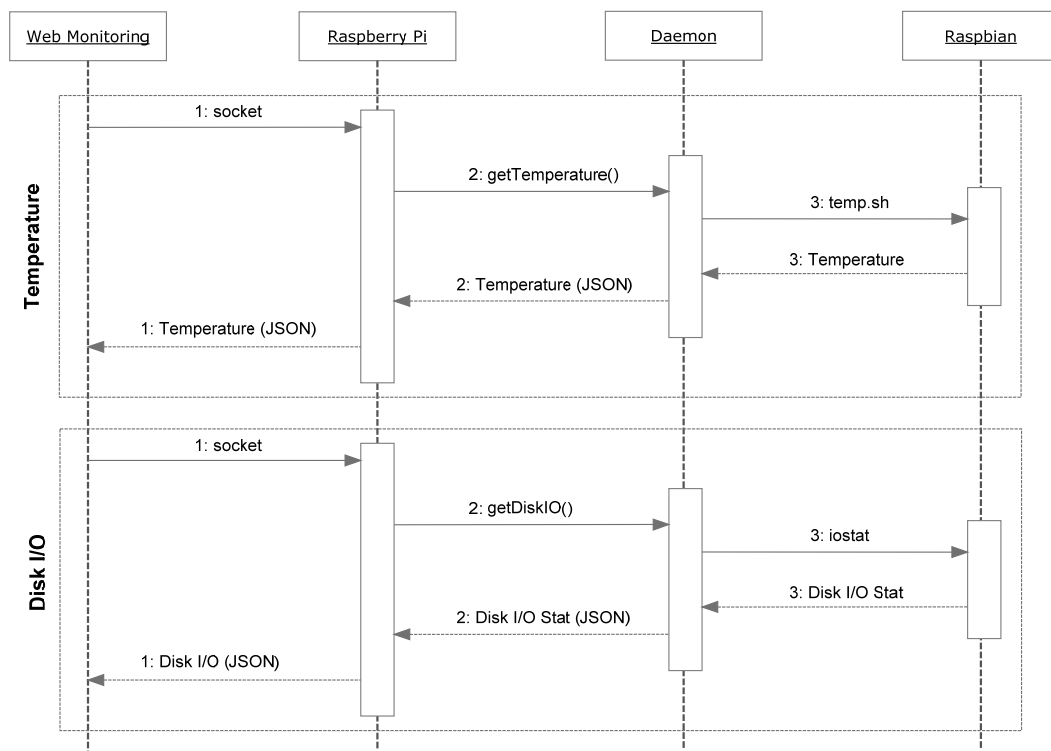 Web Monitoring
Raspberry Pi
Daemon
Raspbian
Temperature
1: socket
2: getTemperature()
3: temp.sh
3: Temperature
2: Temperature (JSON)
1: Temperature (JSON)
Disk I/O
1: socket
2: getDiskIO()
3: iostat
3: Disk I/O Stat
2: Disk I/O Stat (JSON)
1: Disk I/O (JSON)